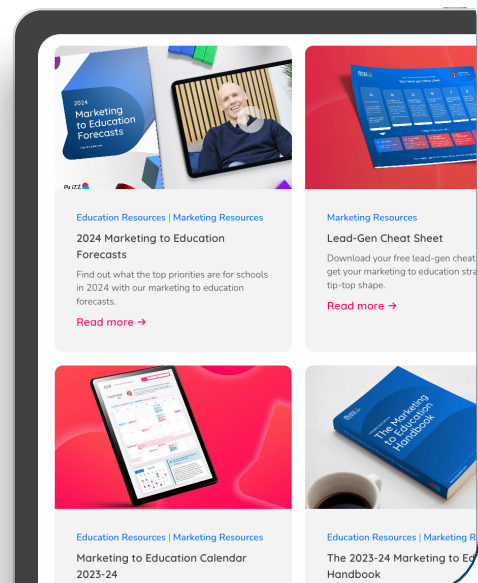 2024
Marketing
to Education
Forecasts
Buzz
Education Resources | Marketing Resources
2024 Marketing to Education
Forecasts
Find out what the top priorities are for schools
in 2024 with our marketing to education
forecasts.
Read more →
Marketing Resources
Lead-Gen Cheat Sheet
Download your free lead-gen cheat
get your marketing to education stra
tip-top shape.
Read more →
Education Resources | Marketing Resources
Marketing to Education Calendar
2023-24
The Marketing
to Education
Handbook
Education Resources | Marketing R
The 2023-24 Marketing to Ed
Handbook